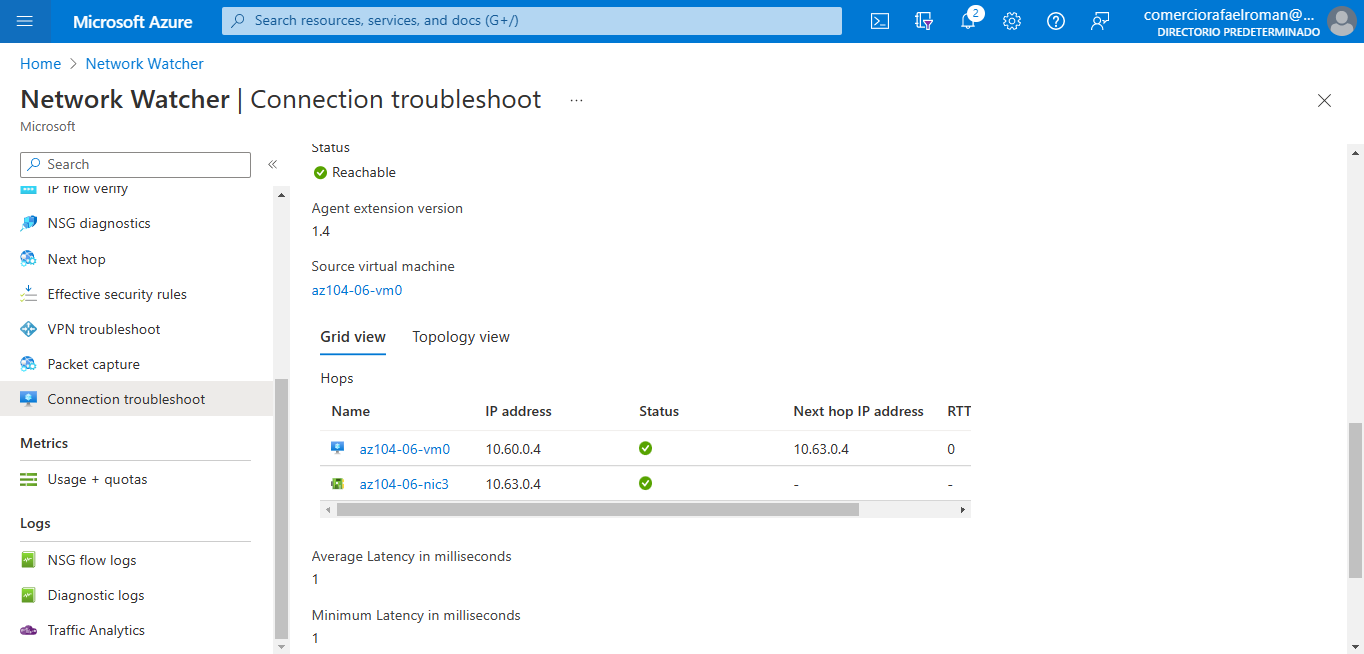 Microsoft Azure
Search resources, services, and docs (G+/)
2
comerciorafaelroman@...
DIRECTORIO PREDETERMINADO
Home > Network Watcher
Network Watcher | Connection troubleshoot ...
Microsoft
Search
«
IP flow verify
NSG diagnostics
Next hop
Effective security rules
VPN troubleshoot
Packet capture
Connection troubleshoot
Metrics
Usage + quotas
Logs
NSG flow logs
Diagnostic logs
Traffic Analytics
Status
Reachable
Agent extension version
1.4
Source virtual machine
az104-06-vm0
Grid view Topology view
Hops
Name IP address Status Next hop IP address RTT
az104-06-vm0 10.60.0.4 10.63.0.4 0
az104-06-nic3 10.63.0.4 - -
Average Latency in milliseconds
1
Minimum Latency in milliseconds
1